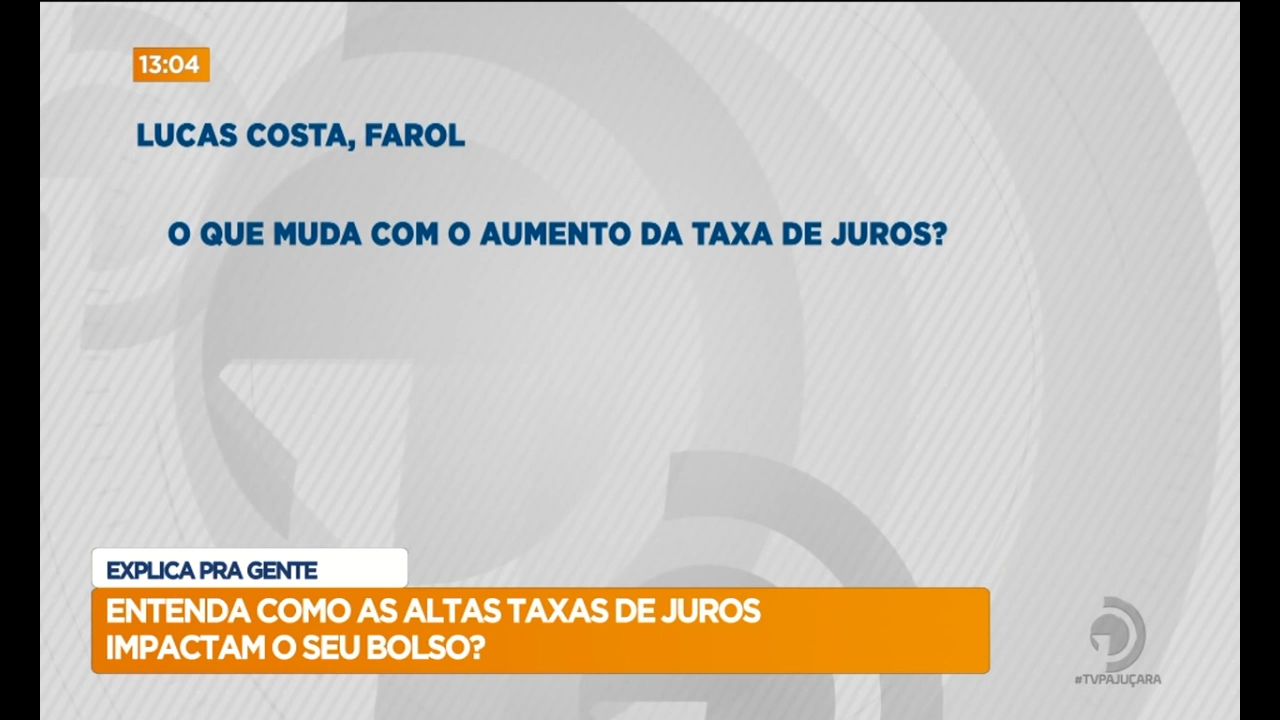 13:04
LUCAS COSTA, FAROL
O QUE MUDA COM O AUMENTO DA TAXA DE JUROS?
EXPLICA PRA GENTE
ENTENDA COMO AS ALTAS TAXAS DE JUROS
IMPACTAM O SEU BOLSO?
#TVPAJUÇARA